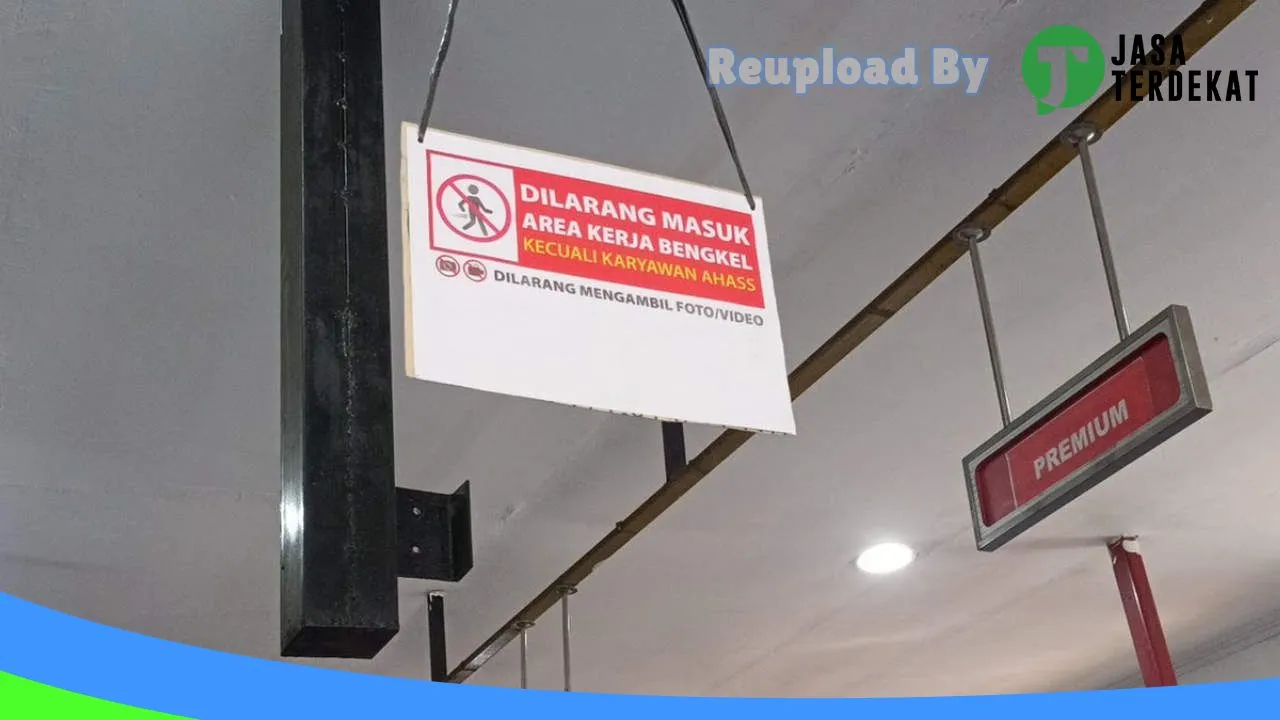 Reupload By
JASA
TERDEKAT
DILARANG MASUK
AREA KERJA BENGKEL
KECUALI KARYAWAN AHASS
DILARANG MENGAMBIL FOTO/VIDEO
PREMIUM